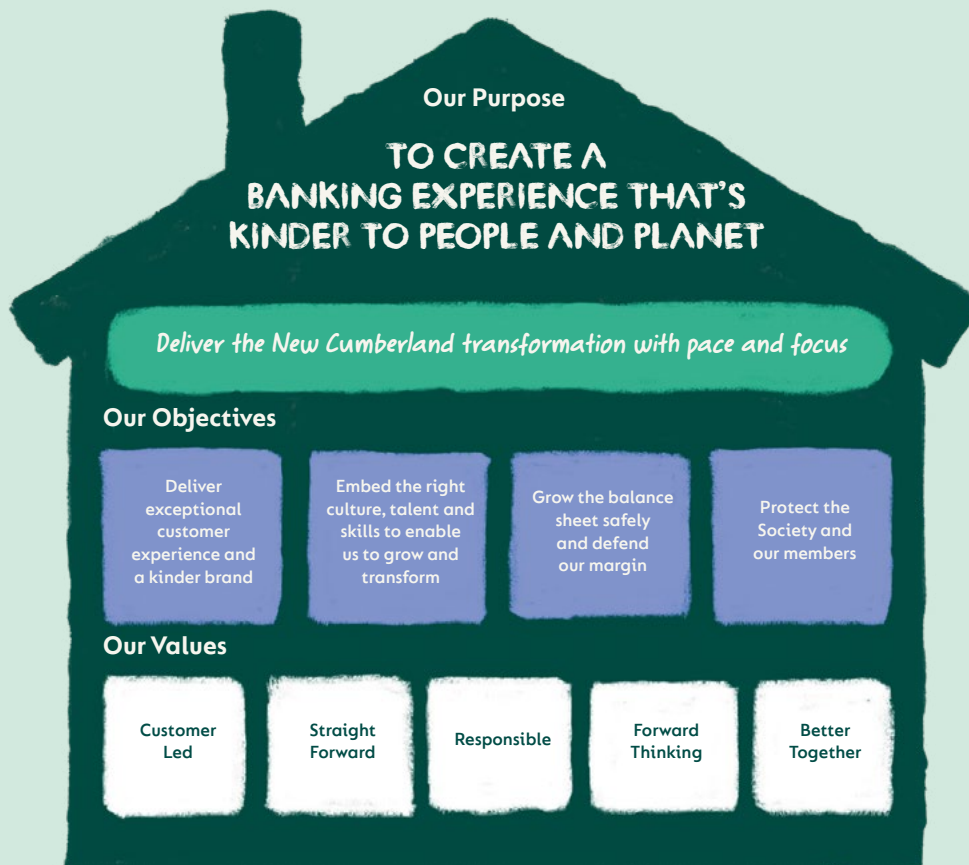 Our Purpose
TO CREATE A
BANKING EXPERIENCE THAT'S
KINDER TO PEOPLE AND PLANET
Deliver the New Cumberland transformation with pace and focus
Our Objectives
Deliver
exceptional
customer
experience and
a kinder brand
Embed the right
culture, talent and
skills to enable
us to grow and
transform
Grow the balance
sheet safely
and defend
our margin
Protect the
Society and
our members
Our Values
Customer
Led
Straight
Forward
Responsible
Forward
Thinking
Better
Together